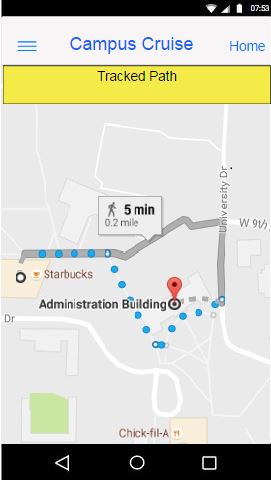 07:53
Campus Cruise
Home
Tracked Path
University Dr
5 min
0.2 mile
W 9th
Starbucks
Administration Building
Dr
Chick-fil-A